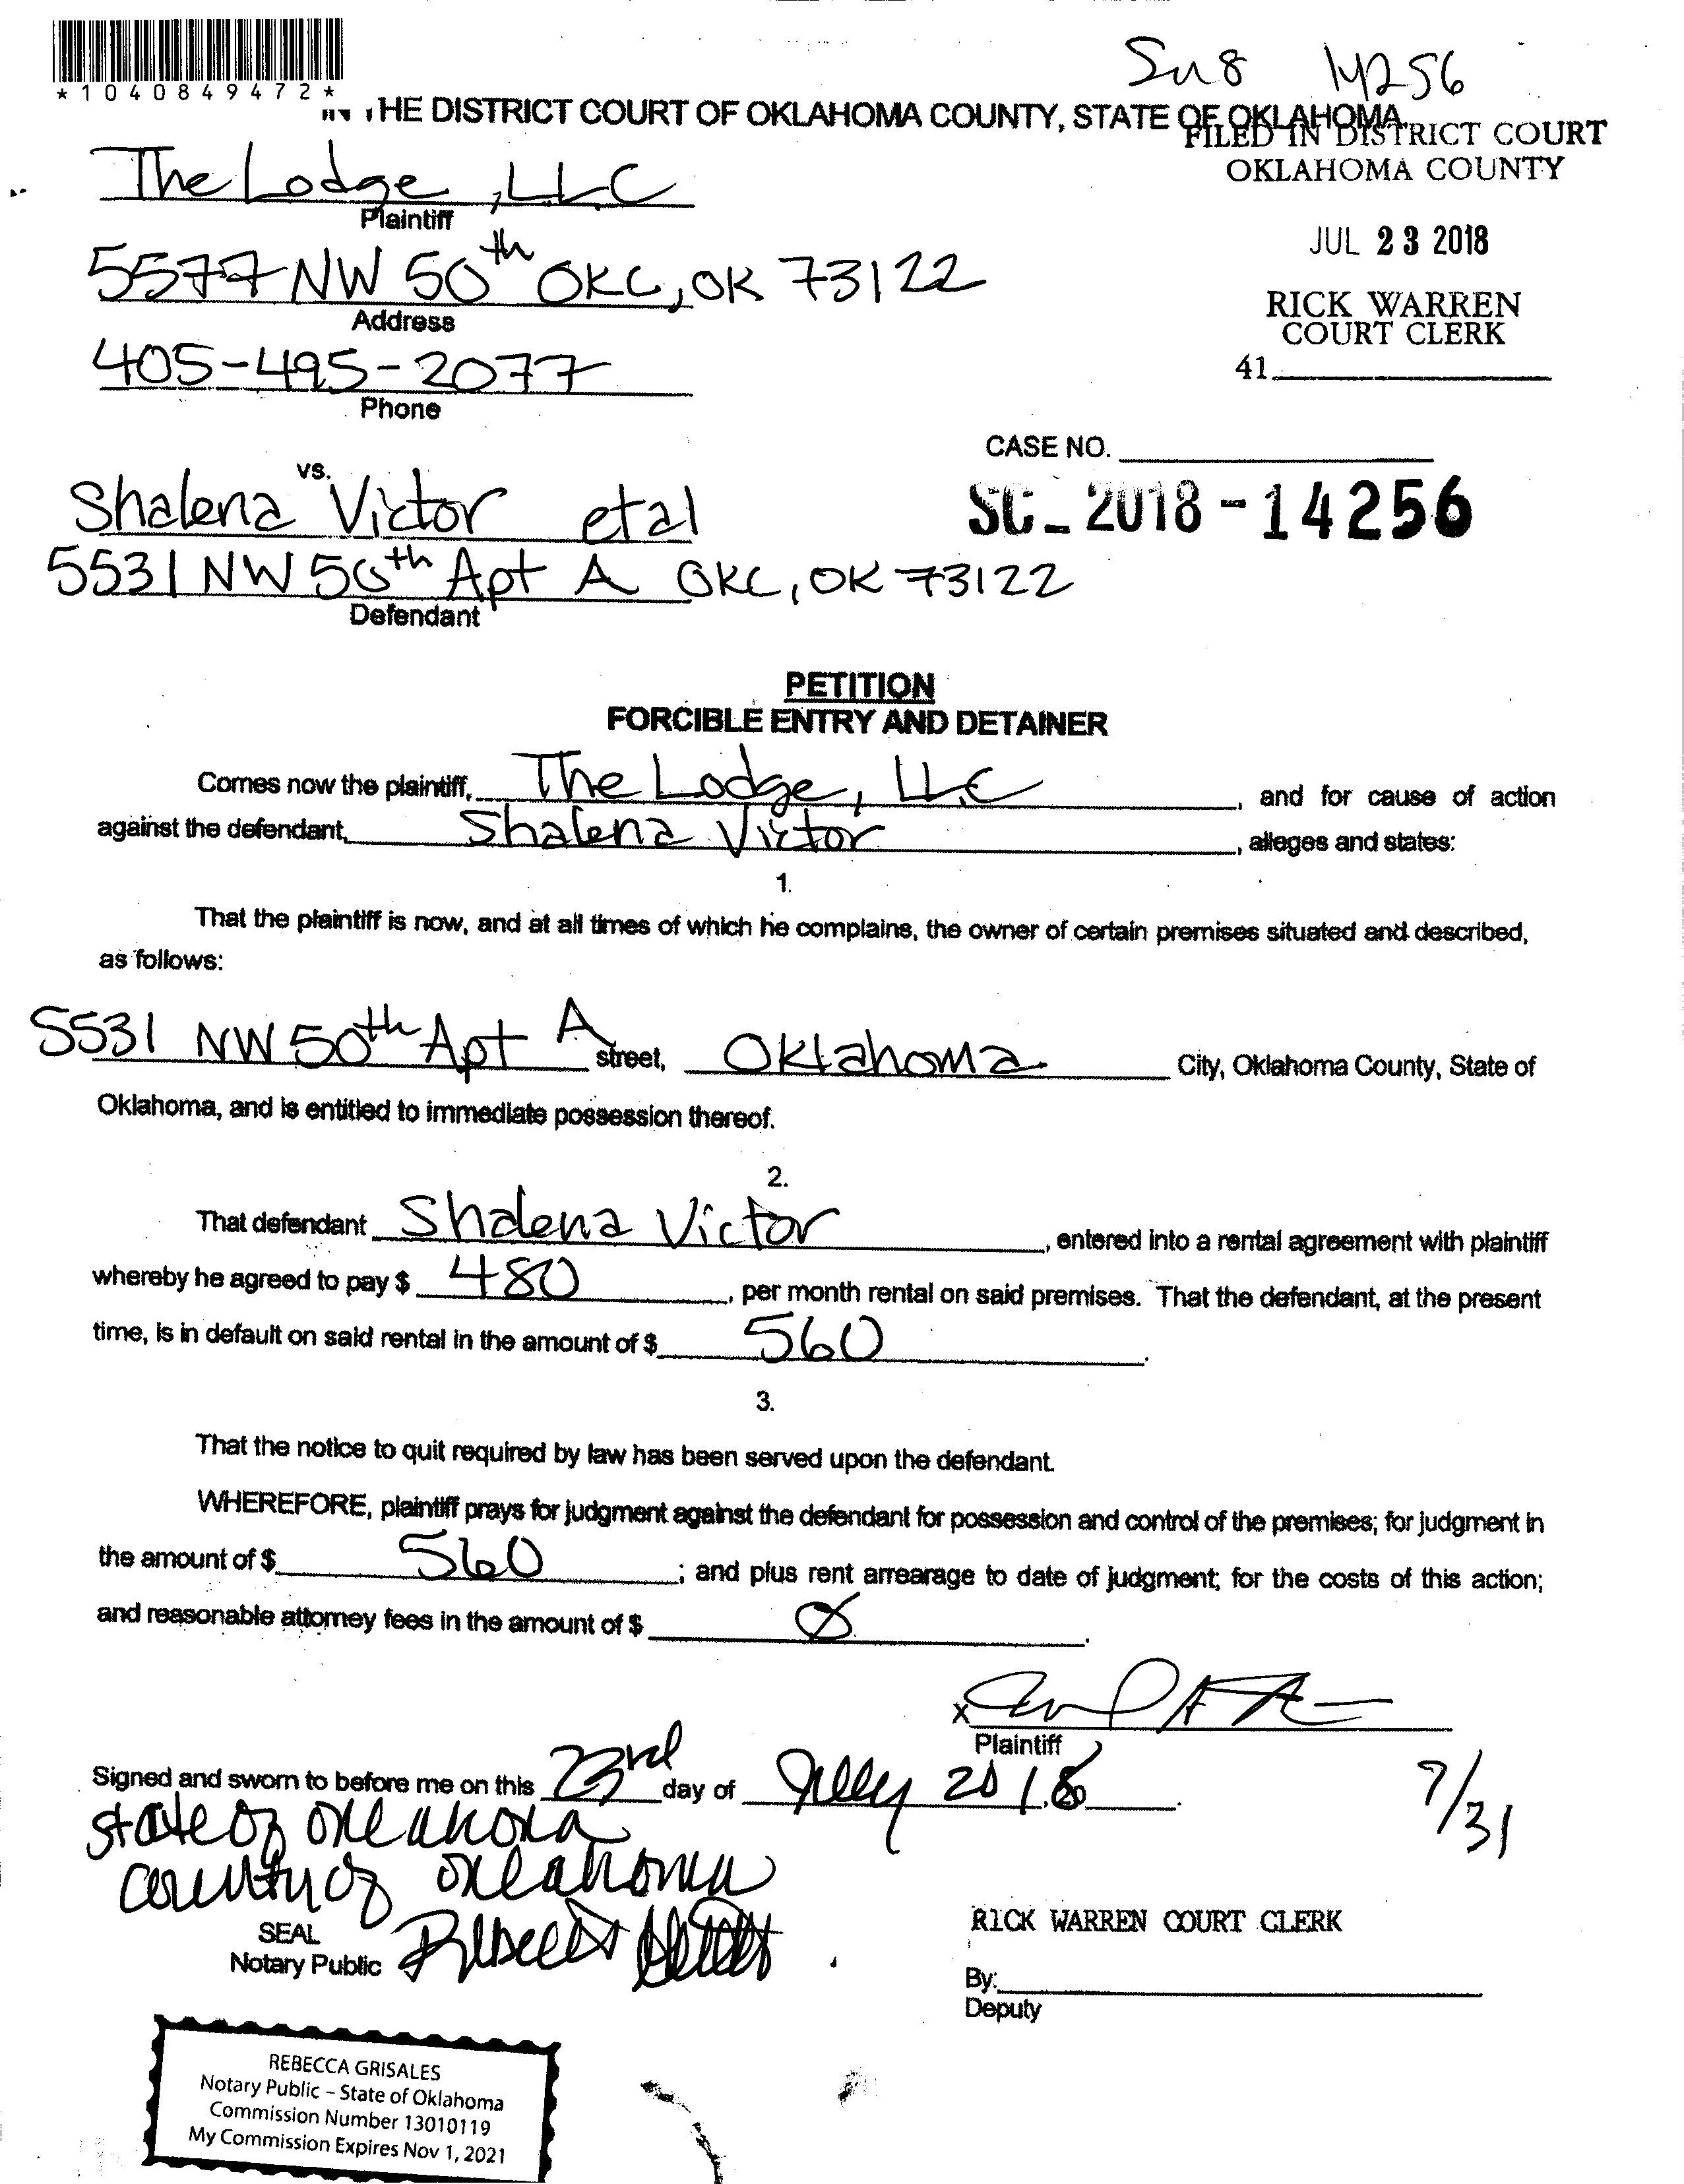 Sm8 14256
*1040849472*
IN THE DISTRICT COURT OF OKLAHOMA COUNTY, STATE OF OKLAHOMA
FILED IN DISTRICT COURT
OKLAHOMA COUNTY
The Lodge, LLC
Plaintiff
JUL 23 2018
5577 NW 50th OKC, OK 73122
Address
RICK WARREN
COURT CLERK
405-495-2077
41
Phone
CASE NO.
vs.
Shalena Victor etal
SC-2018-14256
5531 NW 50th Apt A OKC, OK 73122
Defendant
PETITION
FORCIBLE ENTRY AND DETAINER
Comes now the plaintiff, The Lodge, LLC, and for cause of action
against the defendant, Shalena Victor, alleges and states:
1.
That the plaintiff is now, and at all times of which he complains, the owner of certain premises situated and described,
as follows:
5531 NW 50th Apt A street, Oklahoma City, Oklahoma County, State of
Oklahoma, and is entitled to immediate possession thereof.
2.
That defendant Shalena Victor, entered into a rental agreement with plaintiff
whereby he agreed to pay $ 480, per month rental on said premises. That the defendant, at the present
time, is in default on said rental in the amount of $ 560.
3.
That the notice to quit required by law has been served upon the defendant.
WHEREFORE, plaintiff prays for judgment against the defendant for possession and control of the premises; for judgment in
the amount of $ 560; and plus rent arrearage to date of judgment; for the costs of this action;
and reasonable attorney fees in the amount of $ Ø.
X
Plaintiff
Signed and sworn to before me on this 23rd day of July 2018.
7/31
state of Oklahoma
county of Oklahoma
SEAL
Notary Public Rebecca
RICK WARREN COURT CLERK
By:
Deputy
REBECCA GRISALES
Notary Public – State of Oklahoma
Commission Number 13010119
My Commission Expires Nov 1, 2021